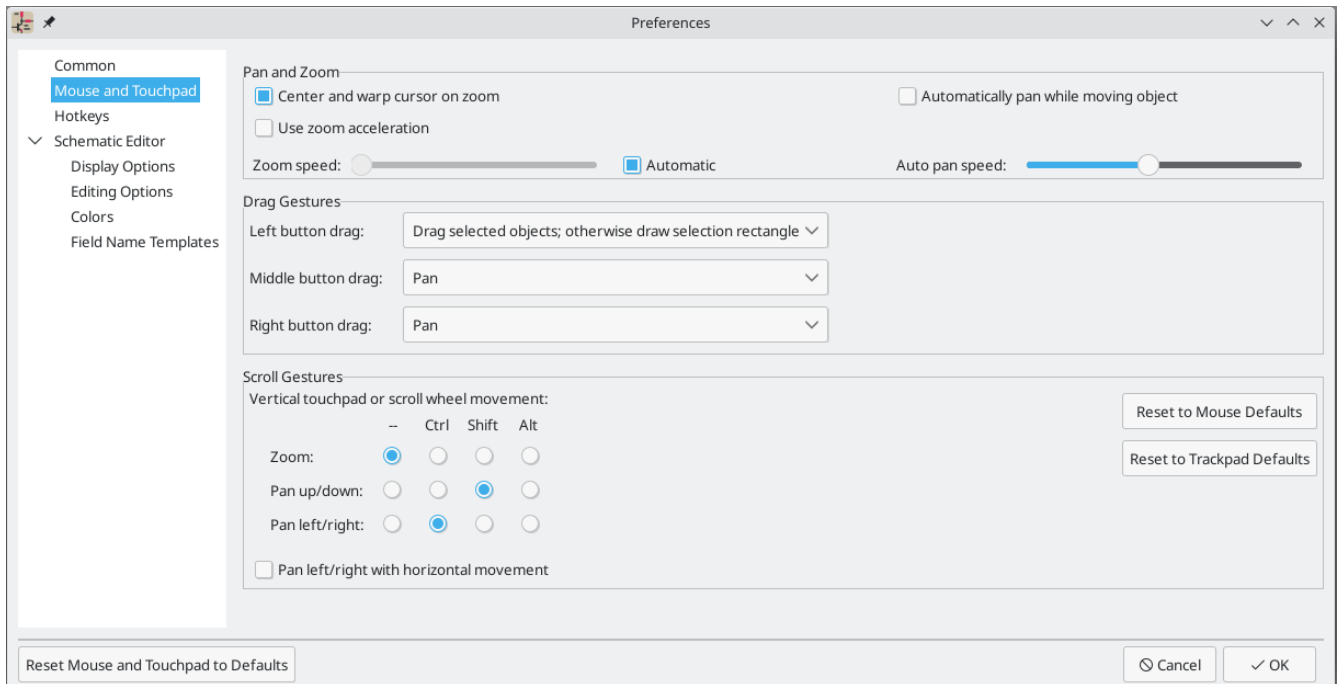 Preferences
Common
Mouse and Touchpad
Hotkeys
Schematic Editor
Display Options
Editing Options
Colors
Field Name Templates
Pan and Zoom
Center and warp cursor on zoom
Automatically pan while moving object
Use zoom acceleration
Zoom speed: Automatic Auto pan speed:
Drag Gestures
Left button drag: Drag selected objects; otherwise draw selection rectangle
Middle button drag: Pan
Right button drag: Pan
Scroll Gestures
Vertical touchpad or scroll wheel movement:
-- Ctrl Shift Alt
Zoom:
Pan up/down:
Pan left/right:
Pan left/right with horizontal movement
Reset to Mouse Defaults
Reset to Trackpad Defaults
Reset Mouse and Touchpad to Defaults
Cancel OK